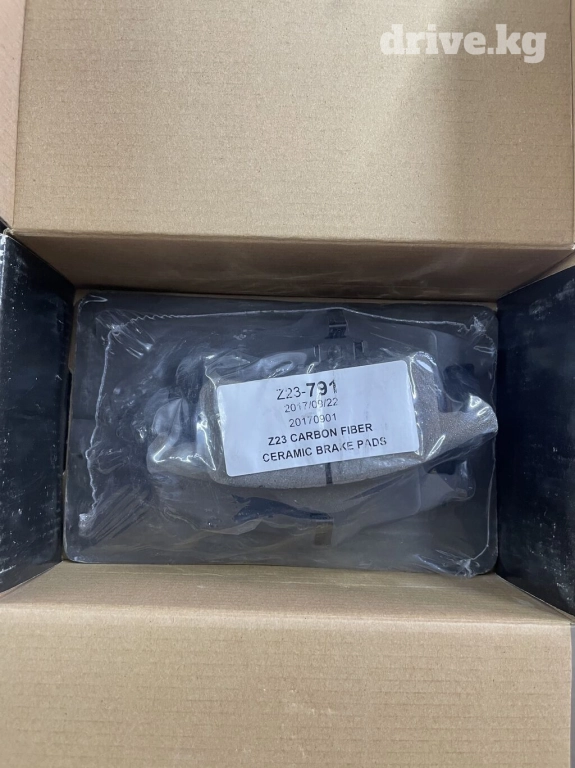 drive.kg
Z23-791
2017/09/22
20170901
Z23 CARBON FIBER
CERAMIC BRAKE PADS